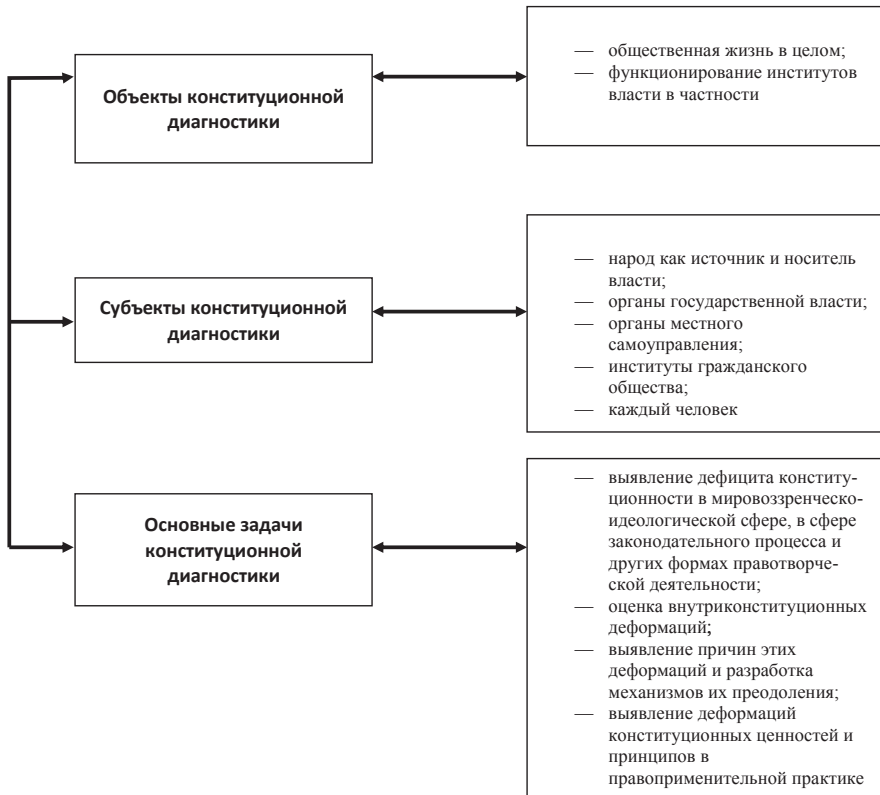 Объекты конституционной
диагностики
— общественная жизнь в целом;
— функционирование институтов
власти в частности
Субъекты конституционной
диагностики
— народ как источник и носитель
власти;
— органы государственной власти;
— органы местного
самоуправления;
— институты гражданского
общества;
— каждый человек
Основные задачи
конституционной
диагностики
— выявление дефицита конститу-
ционности в мировоззренческо-
идеологической сфере, в сфере
законодательного процесса и
других формах правотворче-
ской деятельности;
— оценка внутриконституционных
деформаций;
— выявление причин этих
деформаций и разработка
механизмов их преодоления;
— выявление деформаций
конституционных ценностей и
принципов в
правоприменительной практике